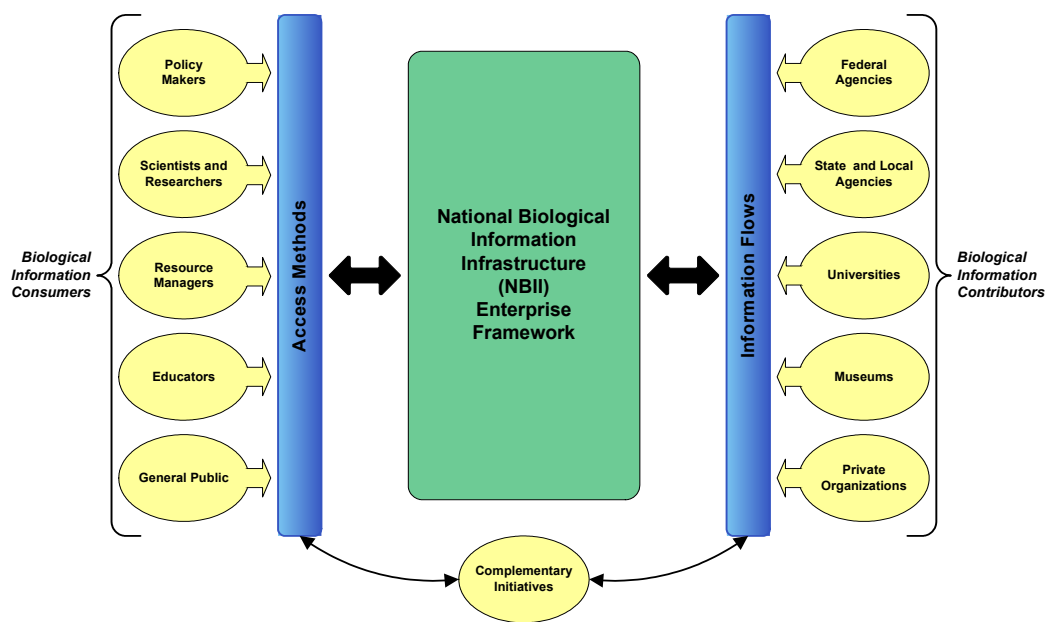 Biological
Information
Consumers
Policy
Makers
Scientists and
Researchers
Resource
Managers
Educators
General Public
Access Methods
National Biological
Information
Infrastructure
(NBII)
Enterprise
Framework
Information Flows
Federal
Agencies
State and Local
Agencies
Universities
Museums
Private
Organizations
Biological
Information
Contributors
Complementary
Initiatives